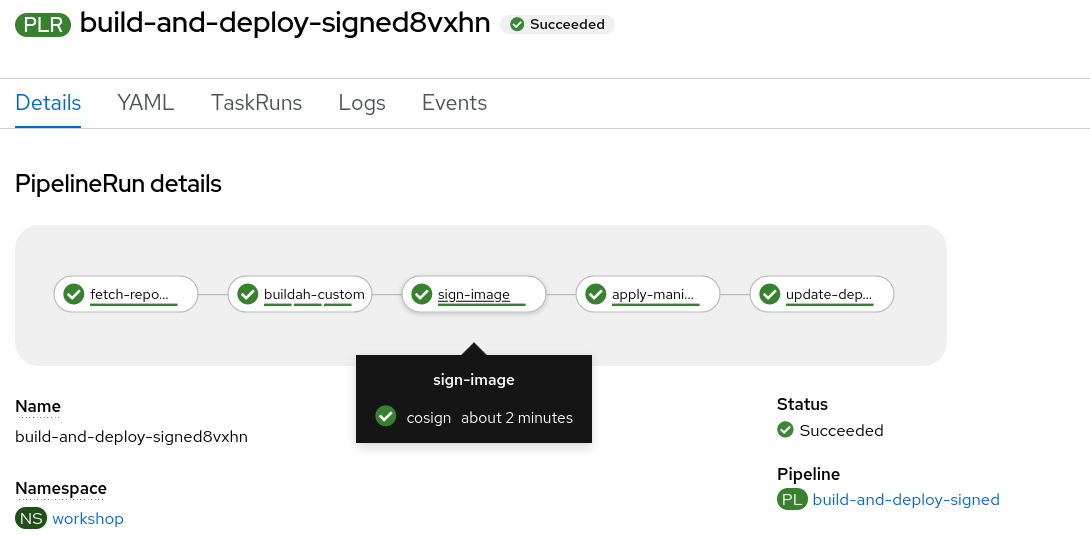 PLR build-and-deploy-signed8vxhn Succeeded
Details YAML TaskRuns Logs Events
PipelineRun details
fetch-repo... buildah-custom sign-image apply-mani... update-dep...
sign-image
cosign about 2 minutes
Name
build-and-deploy-signed8vxhn
Namespace
NS workshop
Status
Succeeded
Pipeline
PL build-and-deploy-signed